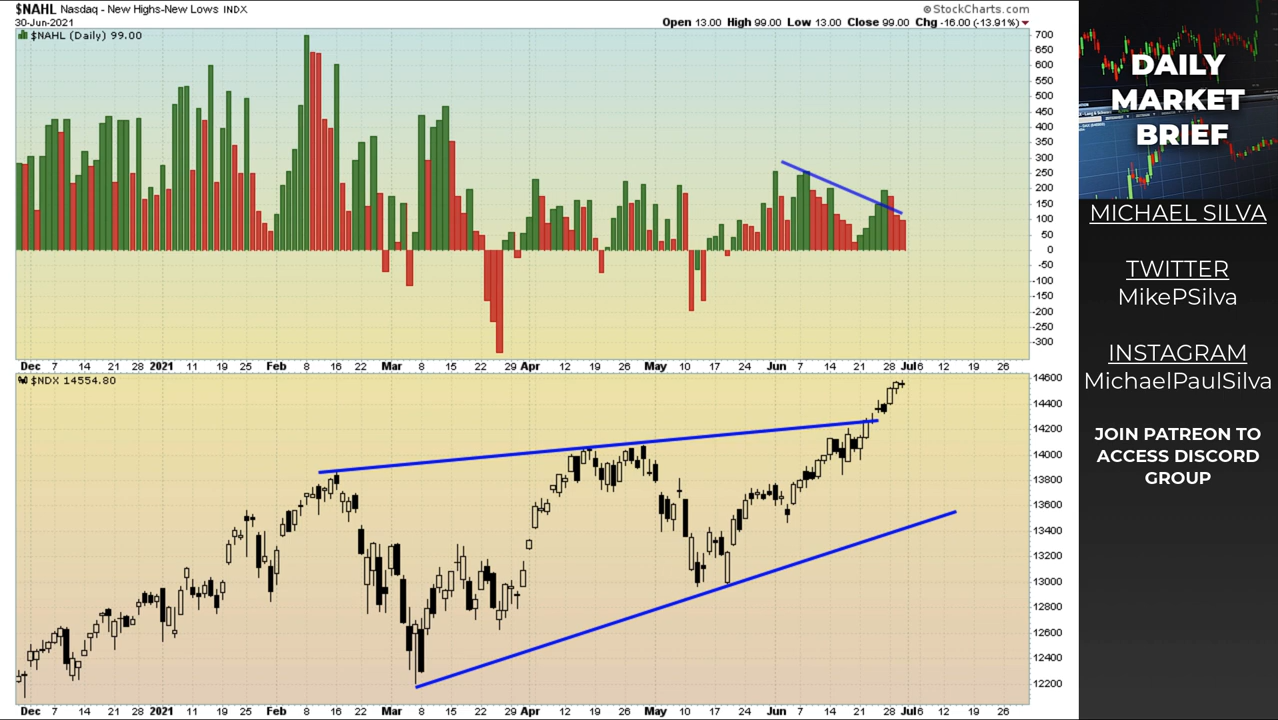 $NAHL Nasdaq - New Highs-New Lows INDX
© StockCharts.com
30-Jun-2021
Open 13.00 High 99.00 Low 13.00 Close 99.00 Chg -16.00 (-13.91%)
$NAHL (Daily) 99.00
700
650
600
550
500
450
400
350
300
250
200
150
100
50
0
-50
-100
-150
-200
-250
-300
Dec 7 14 21 28 2021 11 19 25 Feb 8 16 22 Mar 8 15 22 29 Apr 12 19 26 May 10 17 24 Jun 7 14 21 28 Jul 6 12 19 26
$NDX 14554.80
14600
14400
14200
14000
13800
13600
13400
13200
13000
12800
12600
12400
12200
Dec 7 14 21 28 2021 11 19 25 Feb 8 16 22 Mar 8 15 22 29 Apr 12 19 26 May 10 17 24 Jun 7 14 21 28 Jul 6 12 19 26
DAILY
MARKET
BRIEF
MICHAEL SILVA
TWITTER
MikePSilva
INSTAGRAM
MichaelPaulSilva
JOIN PATREON TO
ACCESS DISCORD
GROUP